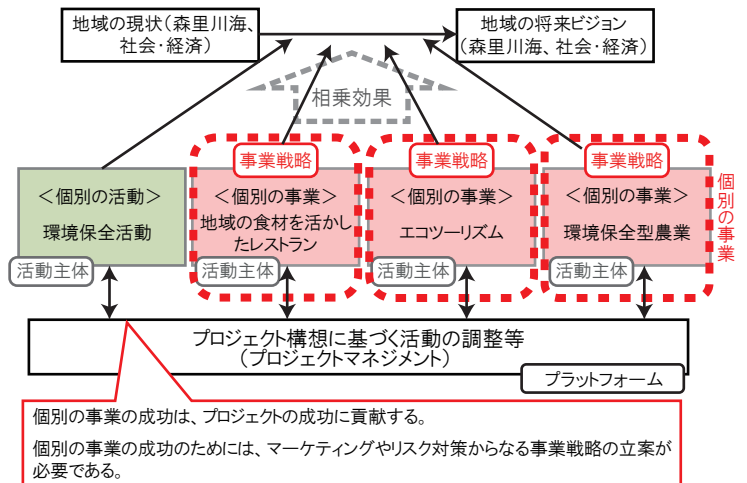 地域の現状（森里川海、
社会・経済）
地域の将来ビジョン
（森里川海、社会・経済）
相乗効果
事業戦略
事業戦略
事業戦略
＜個別の活動＞
環境保全活動
＜個別の事業＞
地域の食材を活かし
たレストラン
＜個別の事業＞
エコツーリズム
＜個別の事業＞
環境保全型農業
個別の事業
活動主体
活動主体
活動主体
活動主体
プロジェクト構想に基づく活動の調整等
（プロジェクトマネジメント）
プラットフォーム
個別の事業の成功は、プロジェクトの成功に貢献する。
個別の事業の成功のためには、マーケティングやリスク対策からなる事業戦略の立案が
必要である。